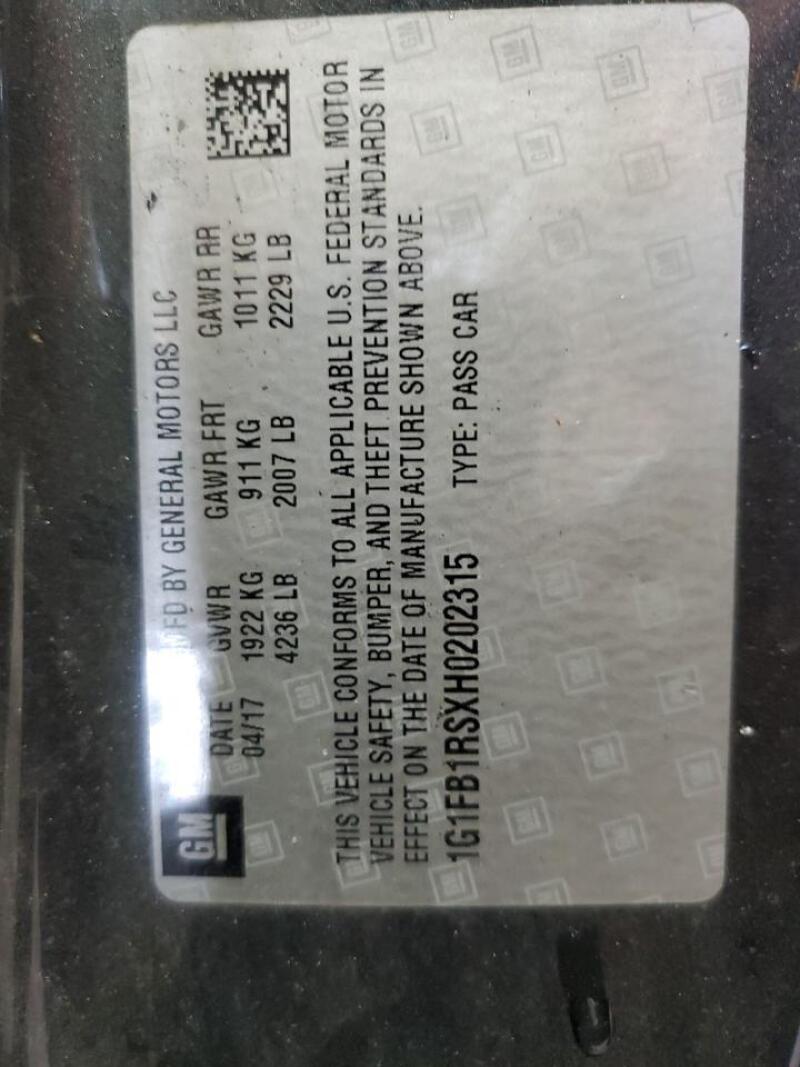 GM
MFD BY GENERAL MOTORS LLC
DATE GVWR GAWR FRT GAWR RR
04/17 1922 KG 911 KG 1011 KG
4236 LB 2007 LB 2229 LB
THIS VEHICLE CONFORMS TO ALL APPLICABLE U.S. FEDERAL MOTOR
VEHICLE SAFETY, BUMPER, AND THEFT PREVENTION STANDARDS IN
EFFECT ON THE DATE OF MANUFACTURE SHOWN ABOVE.
1G1FB1RSXH0202315 TYPE: PASS CAR